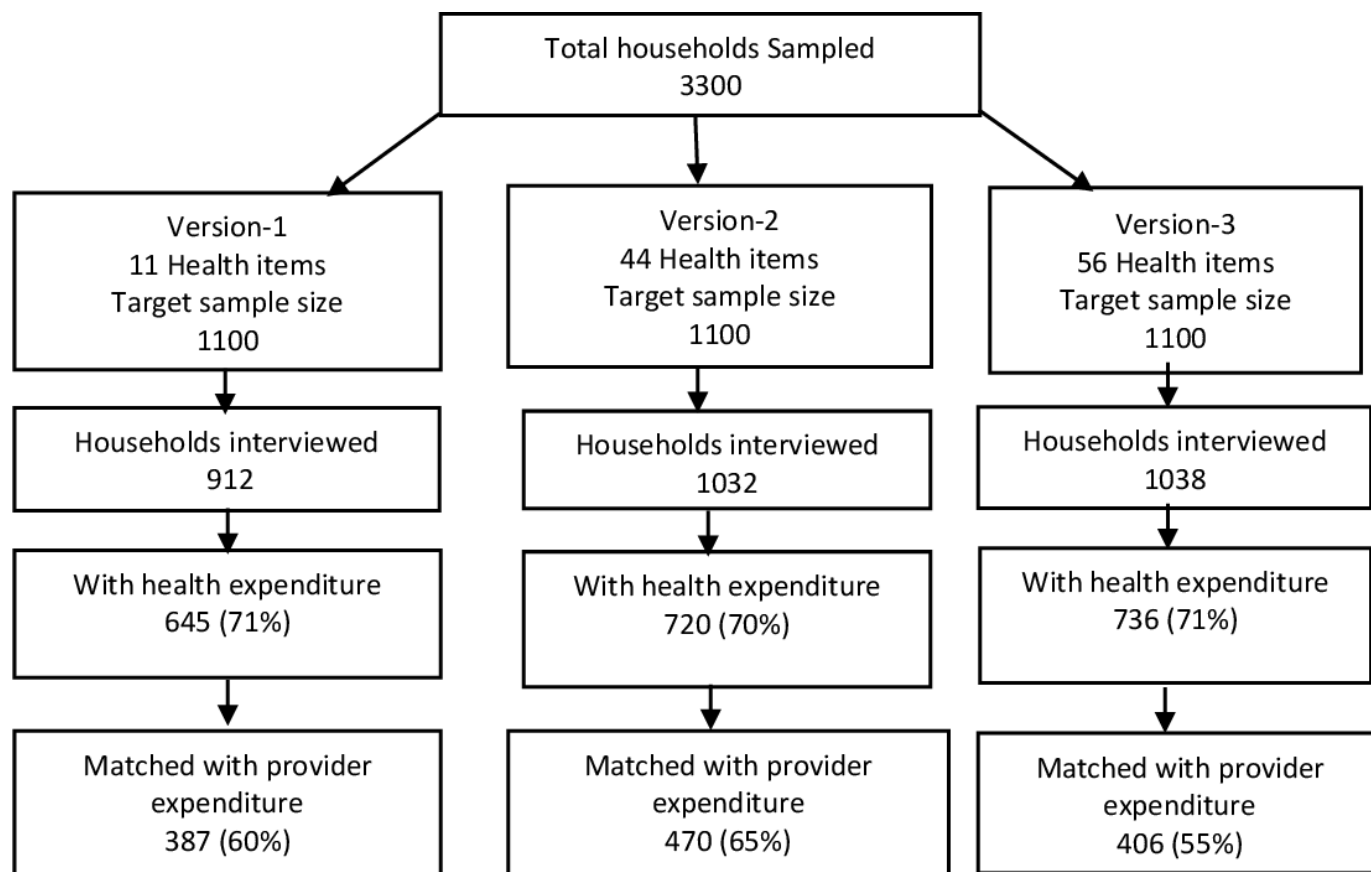 Total households Sampled
3300
Version-1
11 Health items
Target sample size
1100
Version-2
44 Health items
Target sample size
1100
Version-3
56 Health items
Target sample size
1100
Households interviewed
912
Households interviewed
1032
Households interviewed
1038
With health expenditure
645 (71%)
With health expenditure
720 (70%)
With health expenditure
736 (71%)
Matched with provider
expenditure
387 (60%)
Matched with provider
expenditure
470 (65%)
Matched with provider
expenditure
406 (55%)